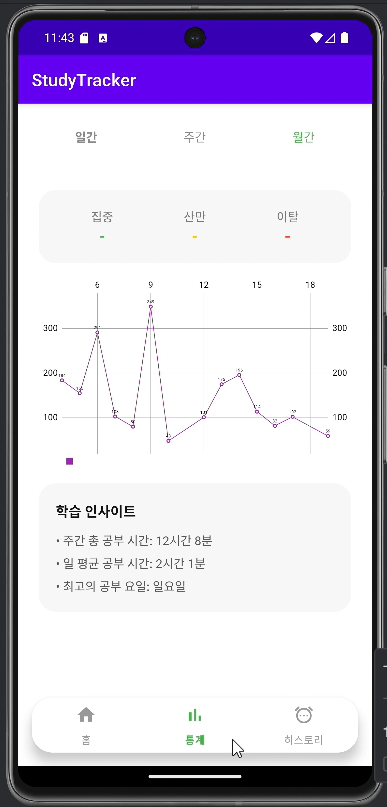 11:43
StudyTracker
일간 주간 월간
집중 산만 이탈
- - -
6 9 12 15 18
300 300
200 200
100 100
학습 인사이트
• 주간 총 공부 시간: 12시간 8분
• 일 평균 공부 시간: 2시간 1분
• 최고의 공부 요일: 일요일
홈 통계 히스토리